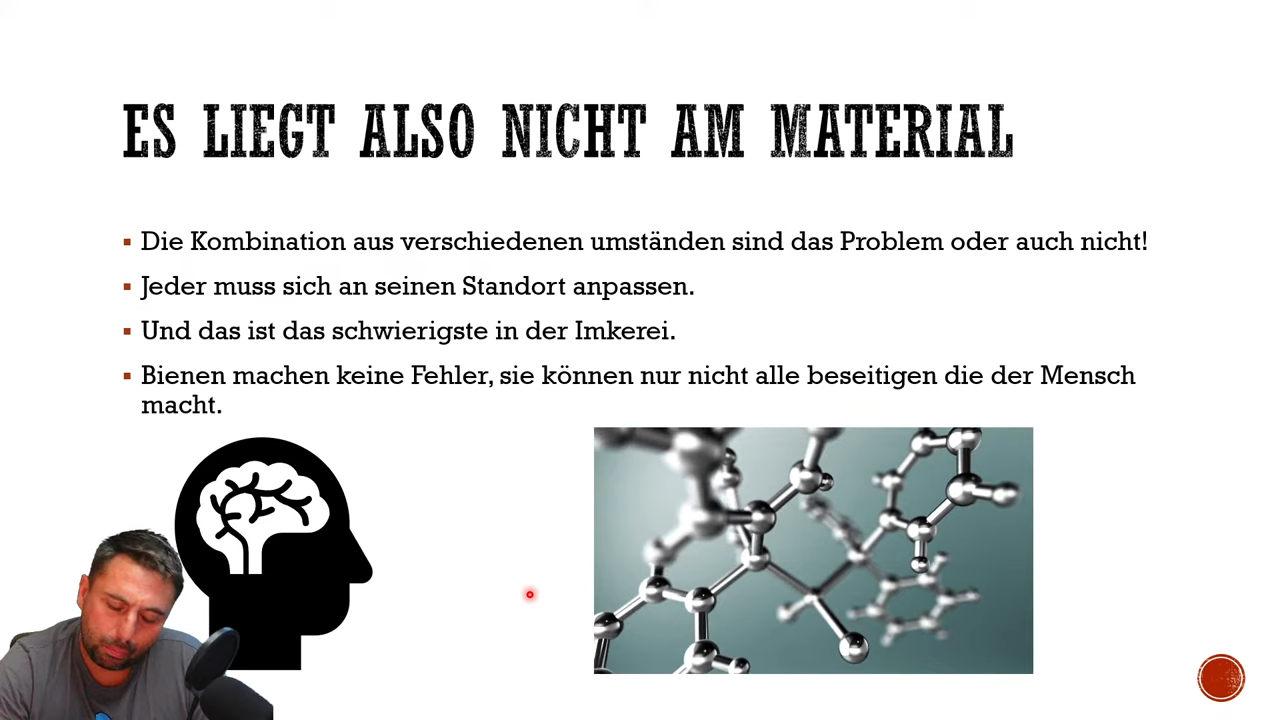 ES LIEGT ALSO NICHT AM MATERIAL
Die Kombination aus verschiedenen umständen sind das Problem oder auch nicht!
Jeder muss sich an seinen Standort anpassen.
Und das ist das schwierigste in der Imkerei.
Bienen machen keine Fehler, sie können nur nicht alle beseitigen die der Mensch
macht.